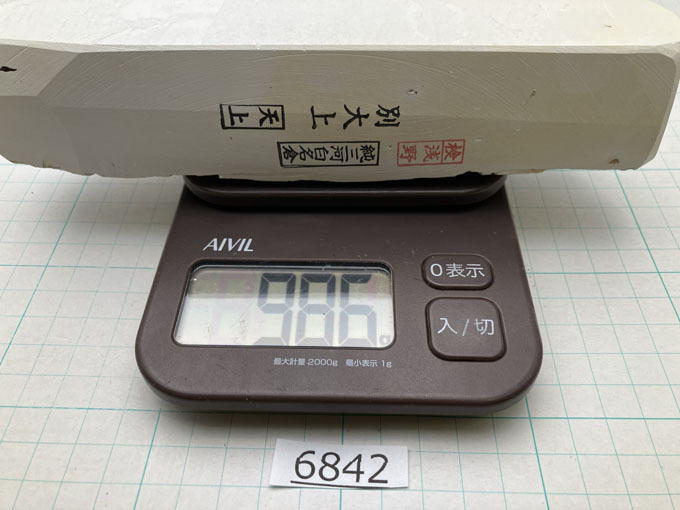 別大上 天上
純三河白名倉
検浅野
AIVIL
986 g
0表示
入/切
最大計量 2000g 最小表示 1g
6842